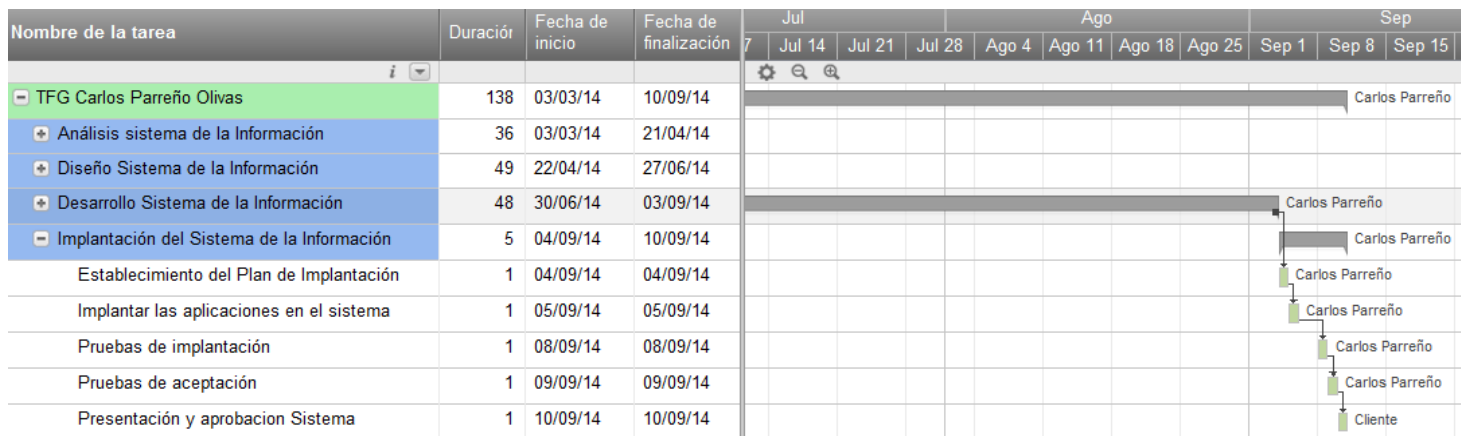 Nombre de la tarea Duración Fecha de inicio Fecha de finalización Jul Ago Sep
7 Jul 14 Jul 21 Jul 28 Ago 4 Ago 11 Ago 18 Ago 25 Sep 1 Sep 8 Sep 15
i
TFG Carlos Parreño Olivas 138 03/03/14 10/09/14 Carlos Parreño
Análisis sistema de la Información 36 03/03/14 21/04/14
Diseño Sistema de la Información 49 22/04/14 27/06/14
Desarrollo Sistema de la Información 48 30/06/14 03/09/14 Carlos Parreño
Implantación del Sistema de la Información 5 04/09/14 10/09/14 Carlos Parreño
Establecimiento del Plan de Implantación 1 04/09/14 04/09/14 Carlos Parreño
Implantar las aplicaciones en el sistema 1 05/09/14 05/09/14 Carlos Parreño
Pruebas de implantación 1 08/09/14 08/09/14 Carlos Parreño
Pruebas de aceptación 1 09/09/14 09/09/14 Carlos Parreño
Presentación y aprobacion Sistema 1 10/09/14 10/09/14 Cliente